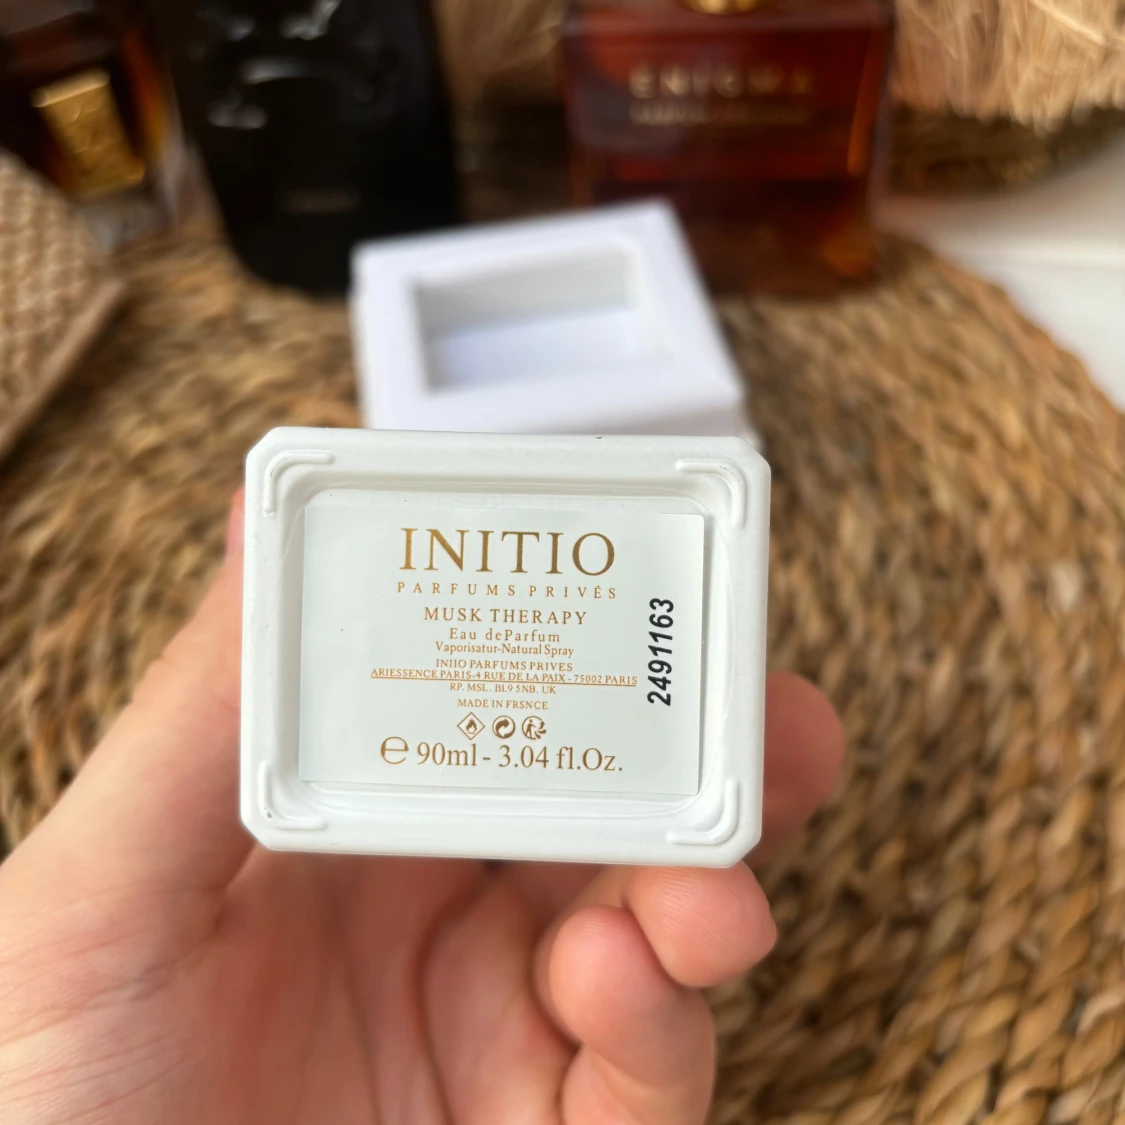 ENIGMA
INITIO
PARFUMS PRIVÉS
MUSK THERAPY
Eau deParfum
Vaporisatur-Natural Spray
INIIO PARFUMS PRIVES
ARIESSENCE PARIS-4 RUE DE LA PAIX - 75002 PARIS
RP. MSL. BL9 5NB. UK
MADE IN FRSNCE
℮ 90ml - 3.04 fl.Oz.
2491163